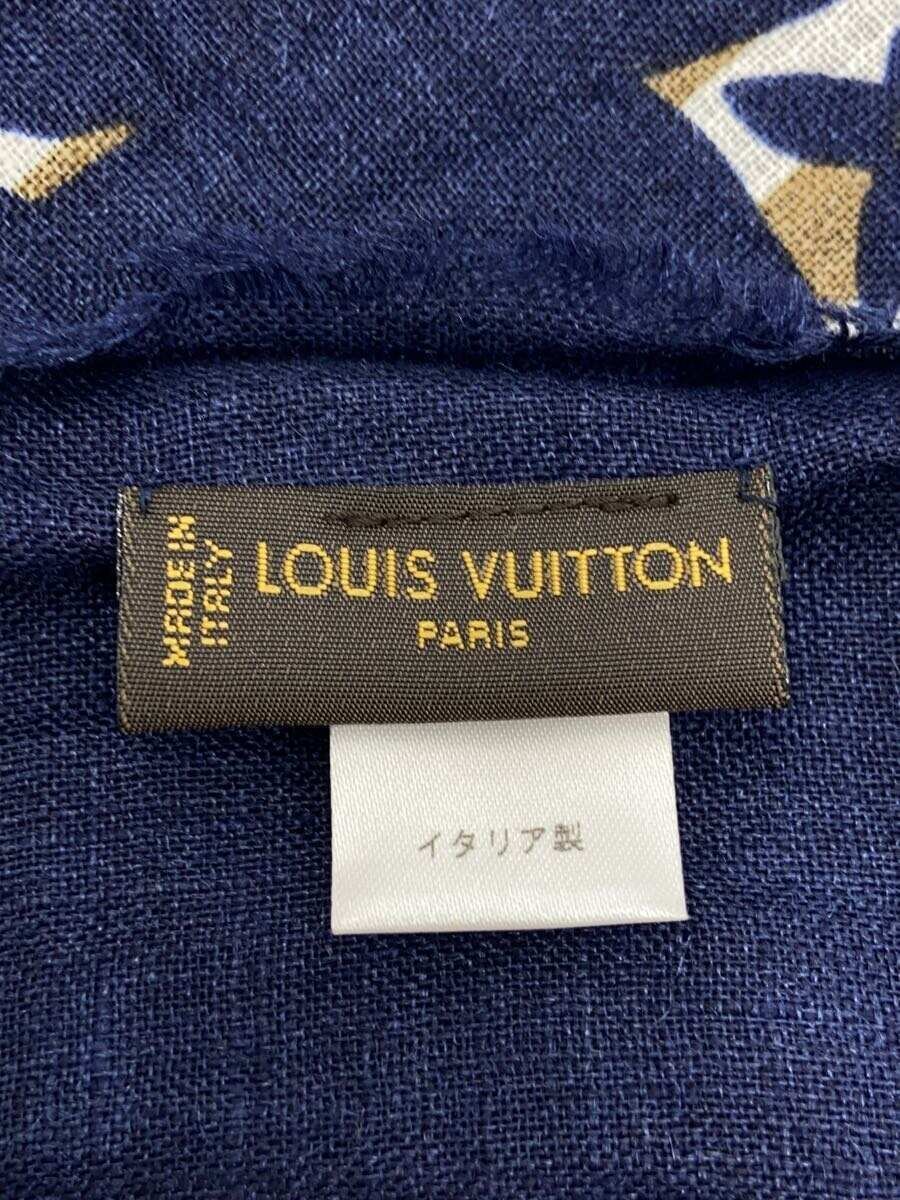 MADE IN
ITALY
LOUIS VUITTON
PARIS
イタリア製